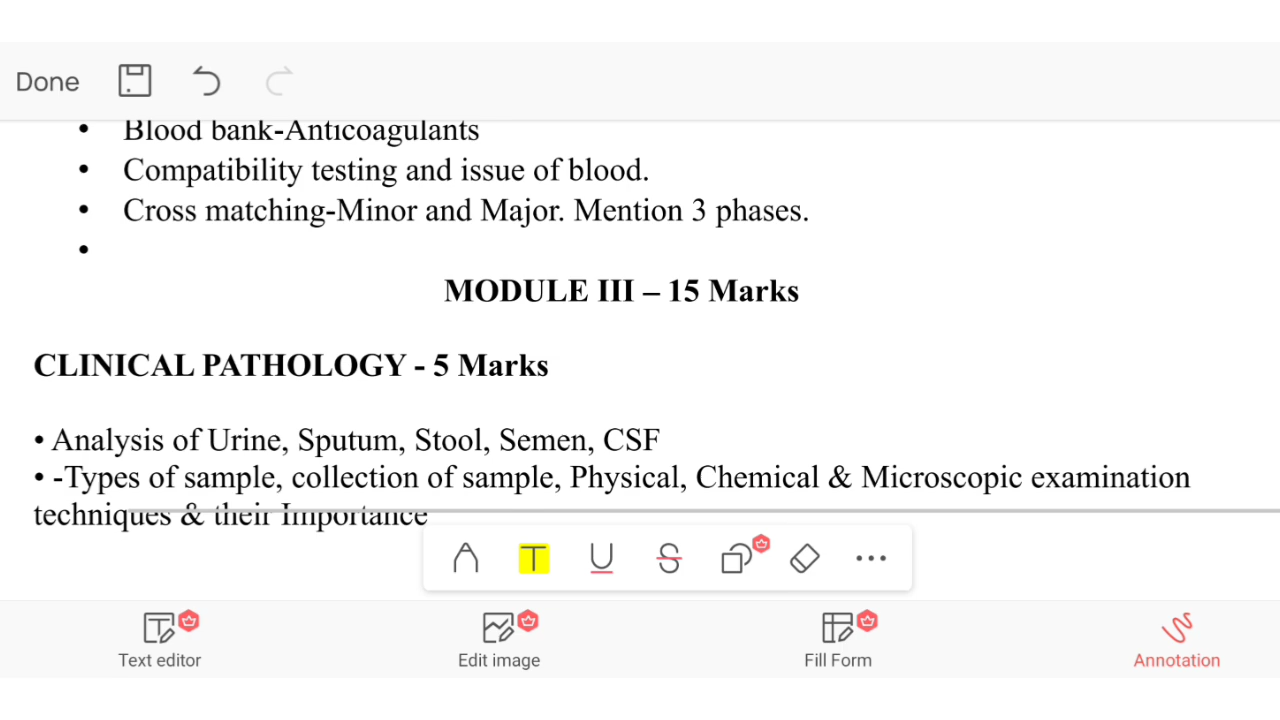 Done
• Blood bank-Anticoagulants
• Compatibility testing and issue of blood.
• Cross matching-Minor and Major. Mention 3 phases.
•
MODULE III – 15 Marks
CLINICAL PATHOLOGY - 5 Marks
• Analysis of Urine, Sputum, Stool, Semen, CSF
• -Types of sample, collection of sample, Physical, Chemical & Microscopic examination
techniques & their Importance
T U S
Text editor
Edit image
Fill Form
Annotation